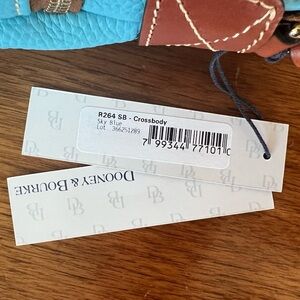 R264 SB - Crossbody
Sky Blue
Lot 366251289
7 99344 77101 0
DOONEY & BOURKE